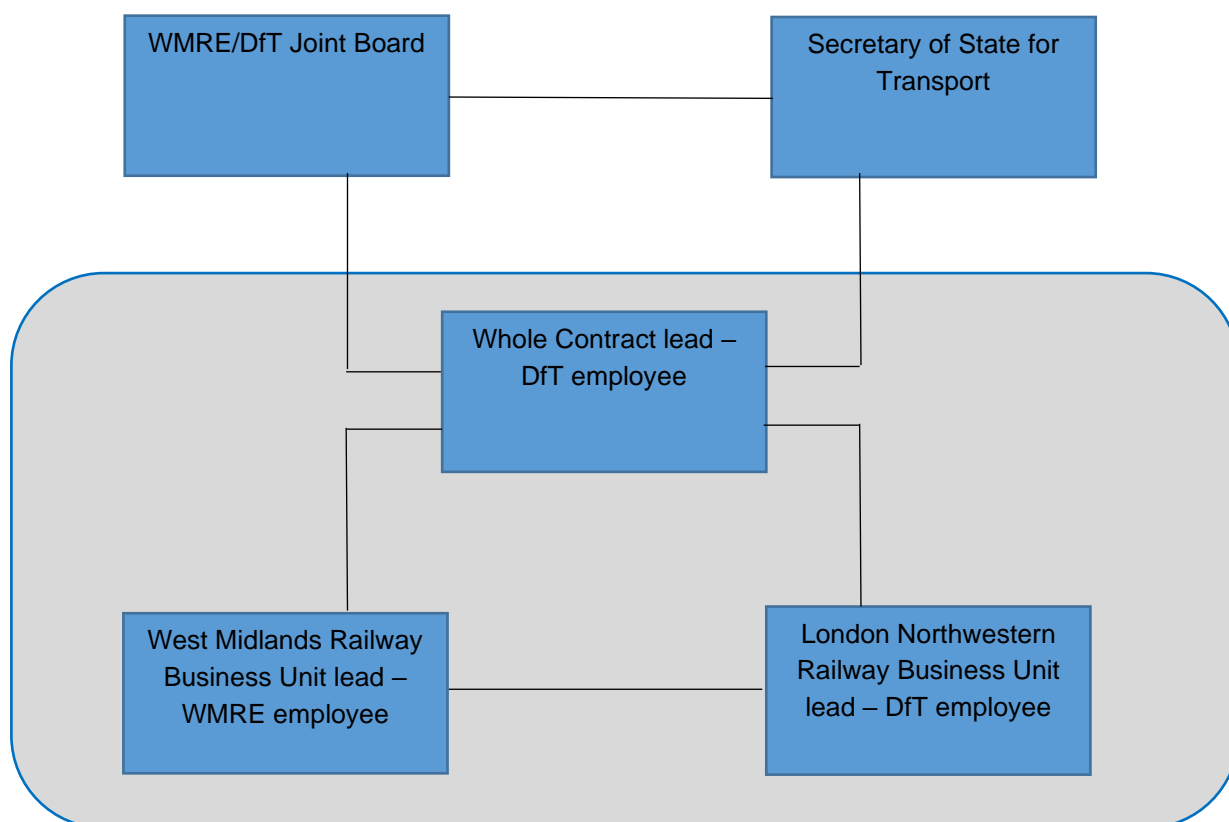 WMRE/DfT Joint Board
Secretary of State for
Transport
Whole Contract lead –
DfT employee
West Midlands Railway
Business Unit lead –
WMRE employee
London Northwestern
Railway Business Unit
lead – DfT employee